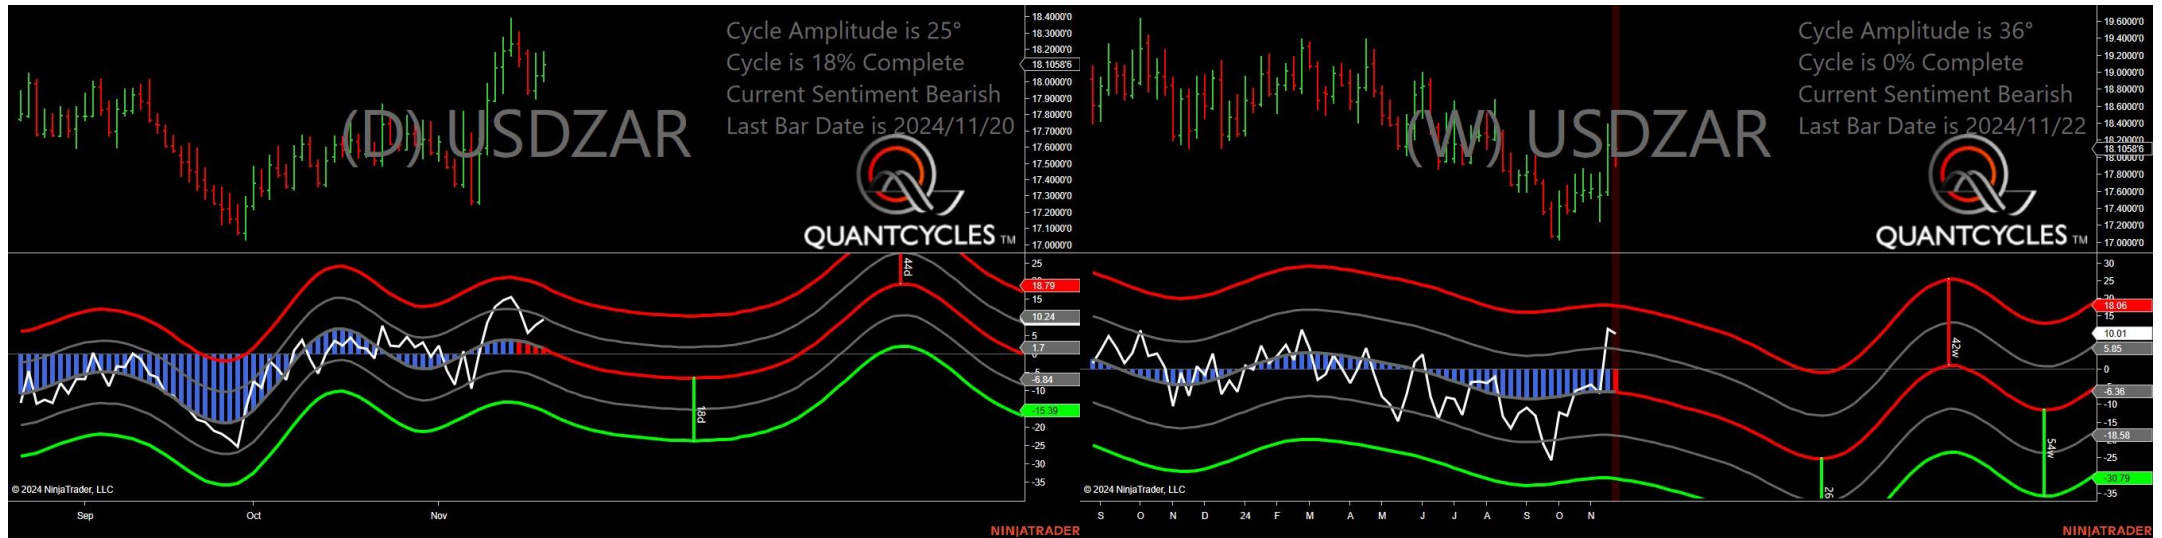 Cycle Amplitude is 25°
Cycle is 18% Complete
Current Sentiment Bearish
Last Bar Date is 2024/11/20
(D) USDZAR
QUANTCYCLES TM
18.4000'0
18.3000'0
18.2000'0
18.1058'6
18.0000'0
17.9000'0
17.8000'0
17.7000'0
17.6000'0
17.5000'0
17.4000'0
17.3000'0
17.2000'0
17.1000'0
17.0000'0
44d
18d
25
18.79
15
10.24
5
1.7
0
-6.84
-10
-15.39
-20
-25
-30
-35
© 2024 NinjaTrader, LLC
Sep Oct Nov
NINJATRADER
Cycle Amplitude is 36°
Cycle is 0% Complete
Current Sentiment Bearish
Last Bar Date is 2024/11/22
(W) USDZAR
QUANTCYCLES TM
19.6000'0
19.4000'0
19.2000'0
19.0000'0
18.8000'0
18.6000'0
18.4000'0
18.2000'0
18.1058'6
18.0000'0
17.6000'0
17.4000'0
17.2000'0
17.0000'0
42w
54w
26
30
25
18.06
15
10.01
5.85
0
-6.36
-10
-15
-18.58
-25
-30.79
-35
© 2024 NinjaTrader, LLC
S O N D 24 F M A M J J A S O N
NINJATRADER